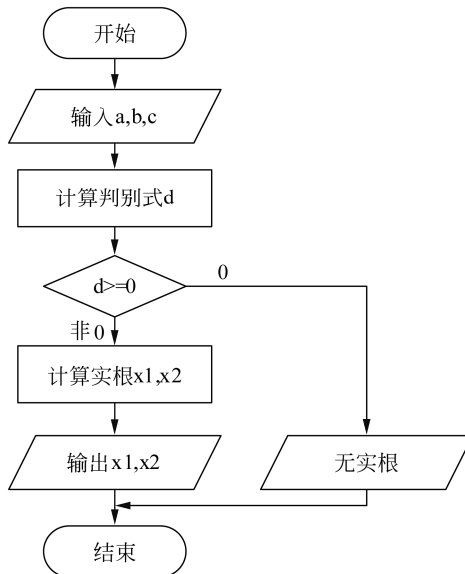 开始
输入a,b,c
计算判别式d
d>=0
0
非0
计算实根x1,x2
输出x1,x2
无实根
结束